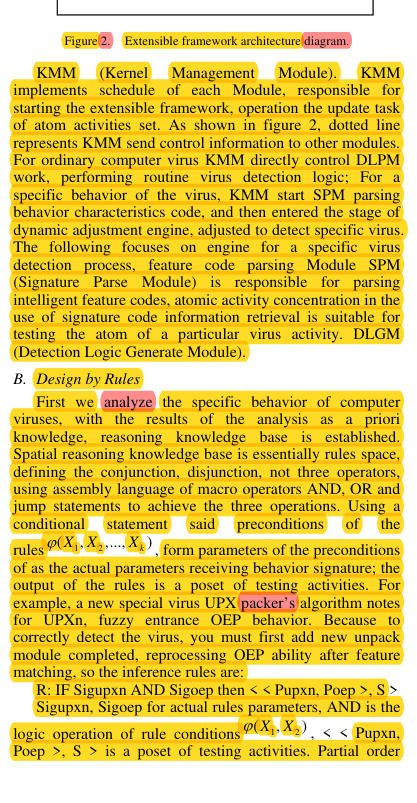 Figure 2. Extensible framework architecture diagram.
KMM (Kernel Management Module). KMM
implements schedule of each Module, responsible for
starting the extensible framework, operation the update task
of atom activities set. As shown in figure 2, dotted line
represents KMM send control information to other modules.
For ordinary computer virus KMM directly control DLPM
work, performing routine virus detection logic; For a
specific behavior of the virus, KMM start SPM parsing
behavior characteristics code, and then entered the stage of
dynamic adjustment engine, adjusted to detect specific virus.
The following focuses on engine for a specific virus
detection process, feature code parsing Module SPM
(Signature Parse Module) is responsible for parsing
intelligent feature codes, atomic activity concentration in the
use of signature code information retrieval is suitable for
testing the atom of a particular virus activity. DLGM
(Detection Logic Generate Module).
B. Design by Rules
First we analyze the specific behavior of computer
viruses, with the results of the analysis as a priori
knowledge, reasoning knowledge base is established.
Spatial reasoning knowledge base is essentially rules space,
defining the conjunction, disjunction, not three operators,
using assembly language of macro operators AND, OR and
jump statements to achieve the three operations. Using a
conditional statement said preconditions of the
rules φ(X₁,X₂,...,Xₖ), form parameters of the preconditions
of as the actual parameters receiving behavior signature; the
output of the rules is a poset of testing activities. For
example, a new special virus UPX packer's algorithm notes
for UPXn, fuzzy entrance OEP behavior. Because to
correctly detect the virus, you must first add new unpack
module completed, reprocessing OEP ability after feature
matching, so the inference rules are:
R: IF Sigupxn AND Sigoep then < < Pupxn, Poep >, S >
Sigupxn, Sigoep for actual rules parameters, AND is the
logic operation of rule conditions φ(X₁,X₂), < < Pupxn,
Poep >, S > is a poset of testing activities. Partial order